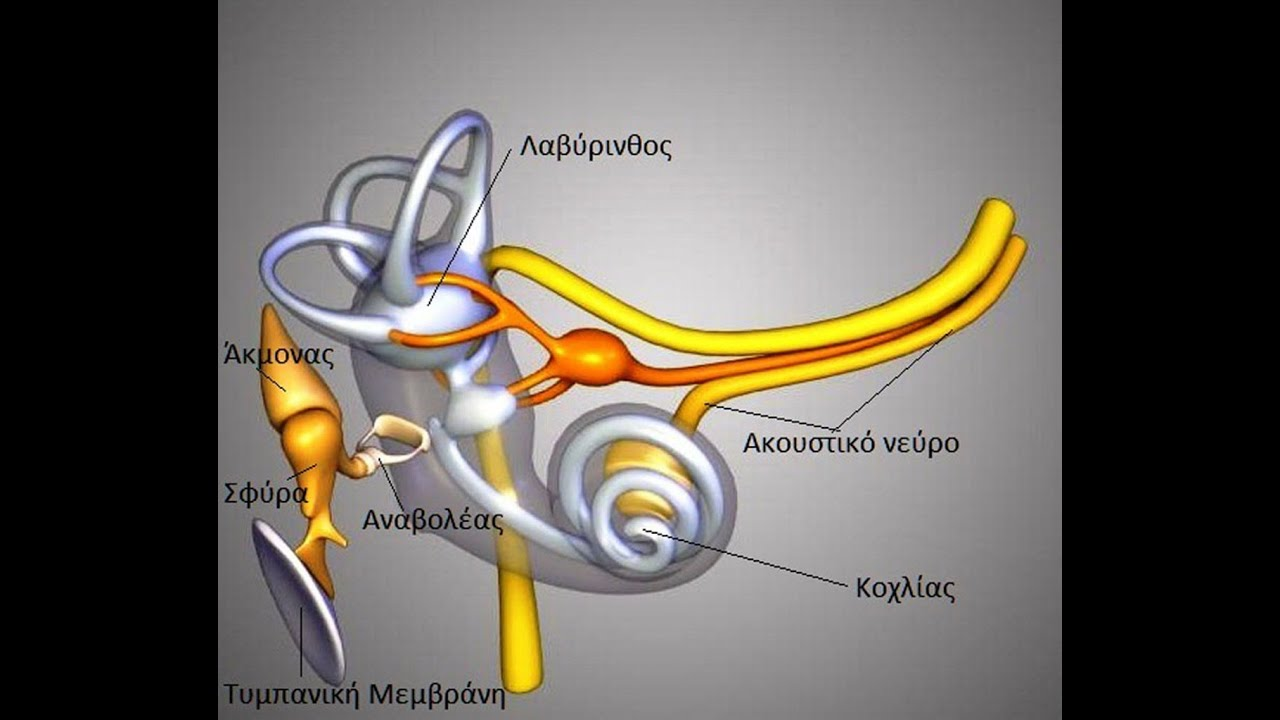 Λαβύρινθος
Άκμονας
Ακουστικό νεύρο
Σφύρα
Αναβολέας
Κοχλίας
Τυμπανική Μεμβράνη